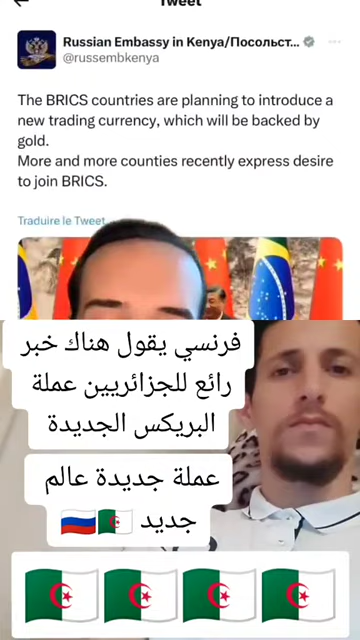 Tweet
Russian Embassy in Kenya/Посольст...
@russembkenya
The BRICS countries are planning to introduce a
new trading currency, which will be backed by
gold.
More and more counties recently express desire
to join BRICS.
Traduire le Tweet
فرنسي يقول هناك خبر
رائع للجزائريين عملة
البريكس الجديدة
عملة جديدة عالم
جديد 🇩🇿🇷🇺
🇩🇿🇩🇿🇩🇿🇩🇿